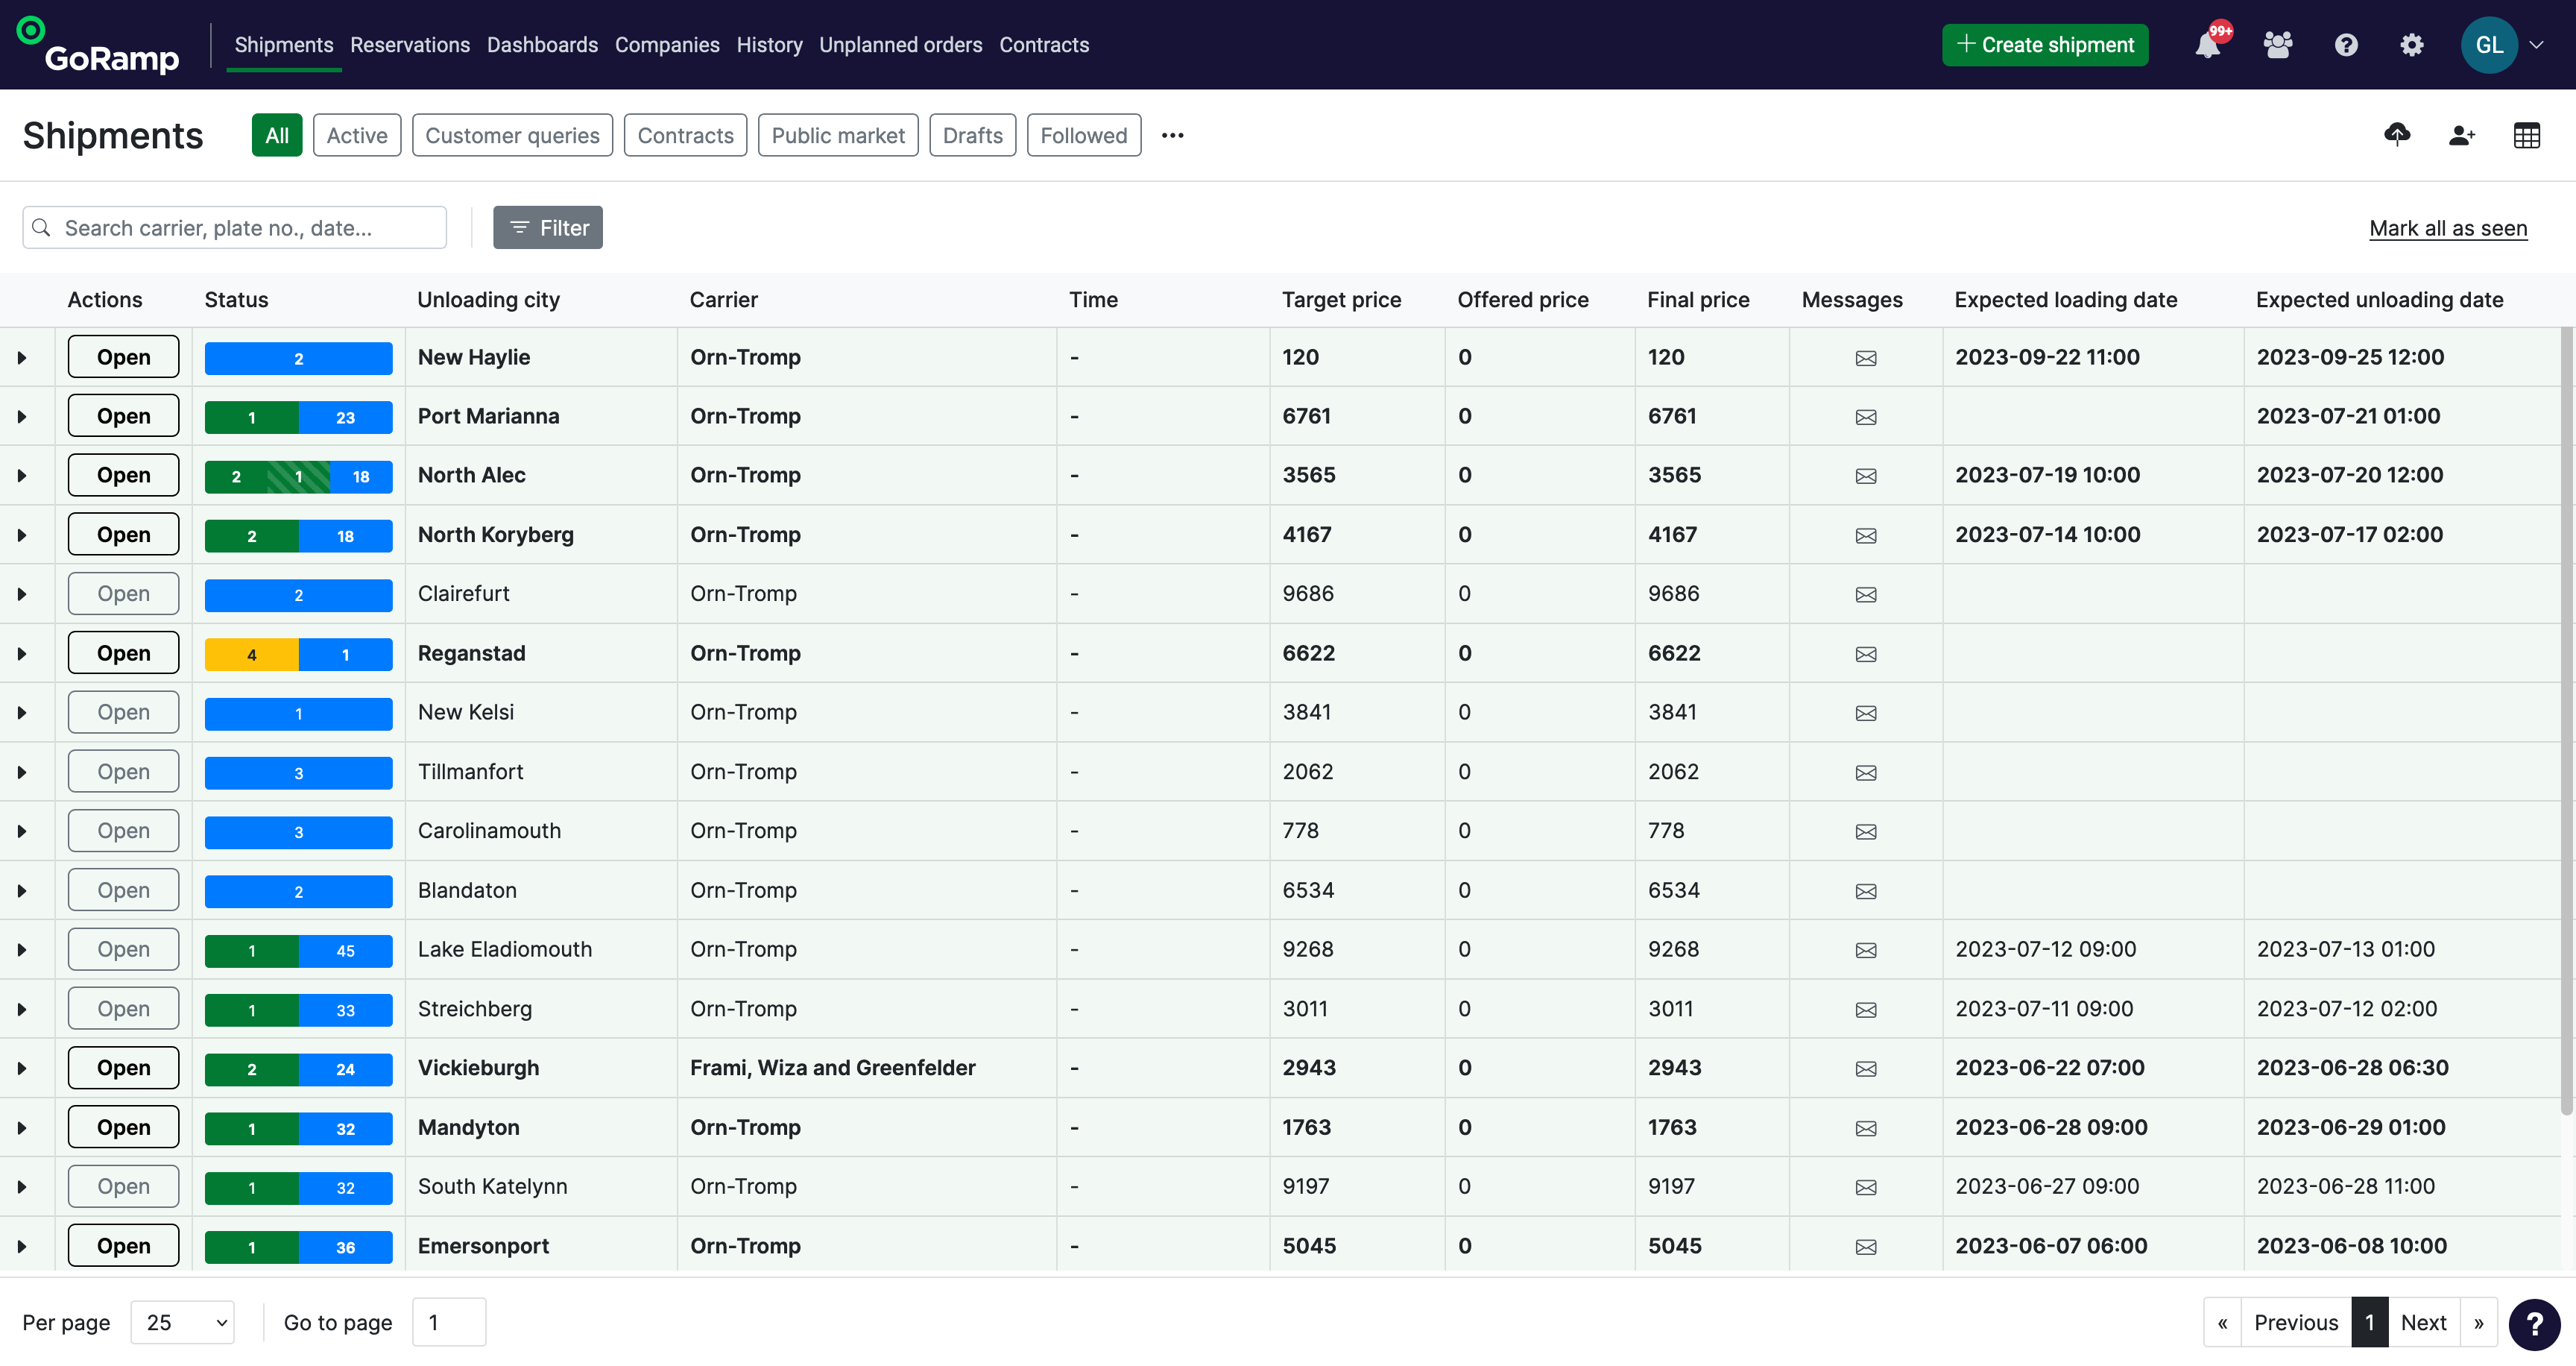 GoRamp Shipments Reservations Dashboards Companies History Unplanned orders Contracts + Create shipment 99+ ? GL
Shipments All Active Customer queries Contracts Public market Drafts Followed ...
Search carrier, plate no., date... Filter Mark all as seen
Actions Status Unloading city Carrier Time Target price Offered price Final price Messages Expected loading date Expected unloading date
Open 2 New Haylie Orn-Tromp - 120 0 120 2023-09-22 11:00 2023-09-25 12:00
Open 1 23 Port Marianna Orn-Tromp - 6761 0 6761 2023-07-21 01:00
Open 2 1 18 North Alec Orn-Tromp - 3565 0 3565 2023-07-19 10:00 2023-07-20 12:00
Open 2 18 North Koryberg Orn-Tromp - 4167 0 4167 2023-07-14 10:00 2023-07-17 02:00
Open 2 Clairefurt Orn-Tromp - 9686 0 9686
Open 4 1 Reganstad Orn-Tromp - 6622 0 6622
Open 1 New Kelsi Orn-Tromp - 3841 0 3841
Open 3 Tillmanfort Orn-Tromp - 2062 0 2062
Open 3 Carolinamouth Orn-Tromp - 778 0 778
Open 2 Blandaton Orn-Tromp - 6534 0 6534
Open 1 45 Lake Eladiomouth Orn-Tromp - 9268 0 9268 2023-07-12 09:00 2023-07-13 01:00
Open 1 33 Streichberg Orn-Tromp - 3011 0 3011 2023-07-11 09:00 2023-07-12 02:00
Open 2 24 Vickieburgh Frami, Wiza and Greenfelder - 2943 0 2943 2023-06-22 07:00 2023-06-28 06:30
Open 1 32 Mandyton Orn-Tromp - 1763 0 1763 2023-06-28 09:00 2023-06-29 01:00
Open 1 32 South Katelynn Orn-Tromp - 9197 0 9197 2023-06-27 09:00 2023-06-28 11:00
Open 1 36 Emersonport Orn-Tromp - 5045 0 5045 2023-06-07 06:00 2023-06-08 10:00
Per page 25 Go to page 1 « Previous 1 Next » ?